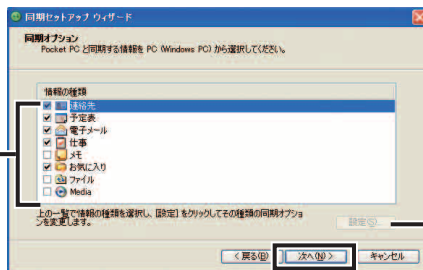 同期セットアップ ウィザード
同期オプション
Pocket PC と同期する情報を PC (Windows PC) から選択してください。
情報の種類
連絡先
予定表
電子メール
仕事
メモ
お気に入り
ファイル
Media
上の一覧で情報の種類を選択し、[設定] をクリックしてその種類の同期オプショ
ンを変更します。
設定(S)...
< 戻る(B)
次へ(N) >
キャンセル